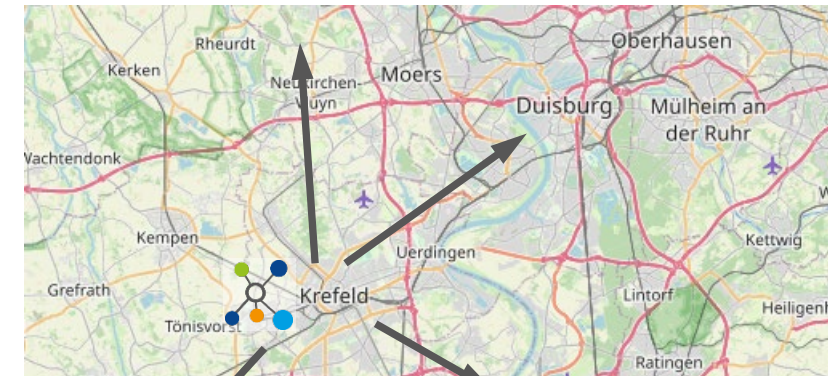 Rheurdt
Oberhausen
Kerken
Moers
Neukirchen-
Vluyn
Duisburg
Mülheim an
der Ruhr
Wachtendonk
Kempen
Uerdingen
Kettwig
Grefrath
Krefeld
Lintorf
Tönisvorst
Heiligenh
Ratingen